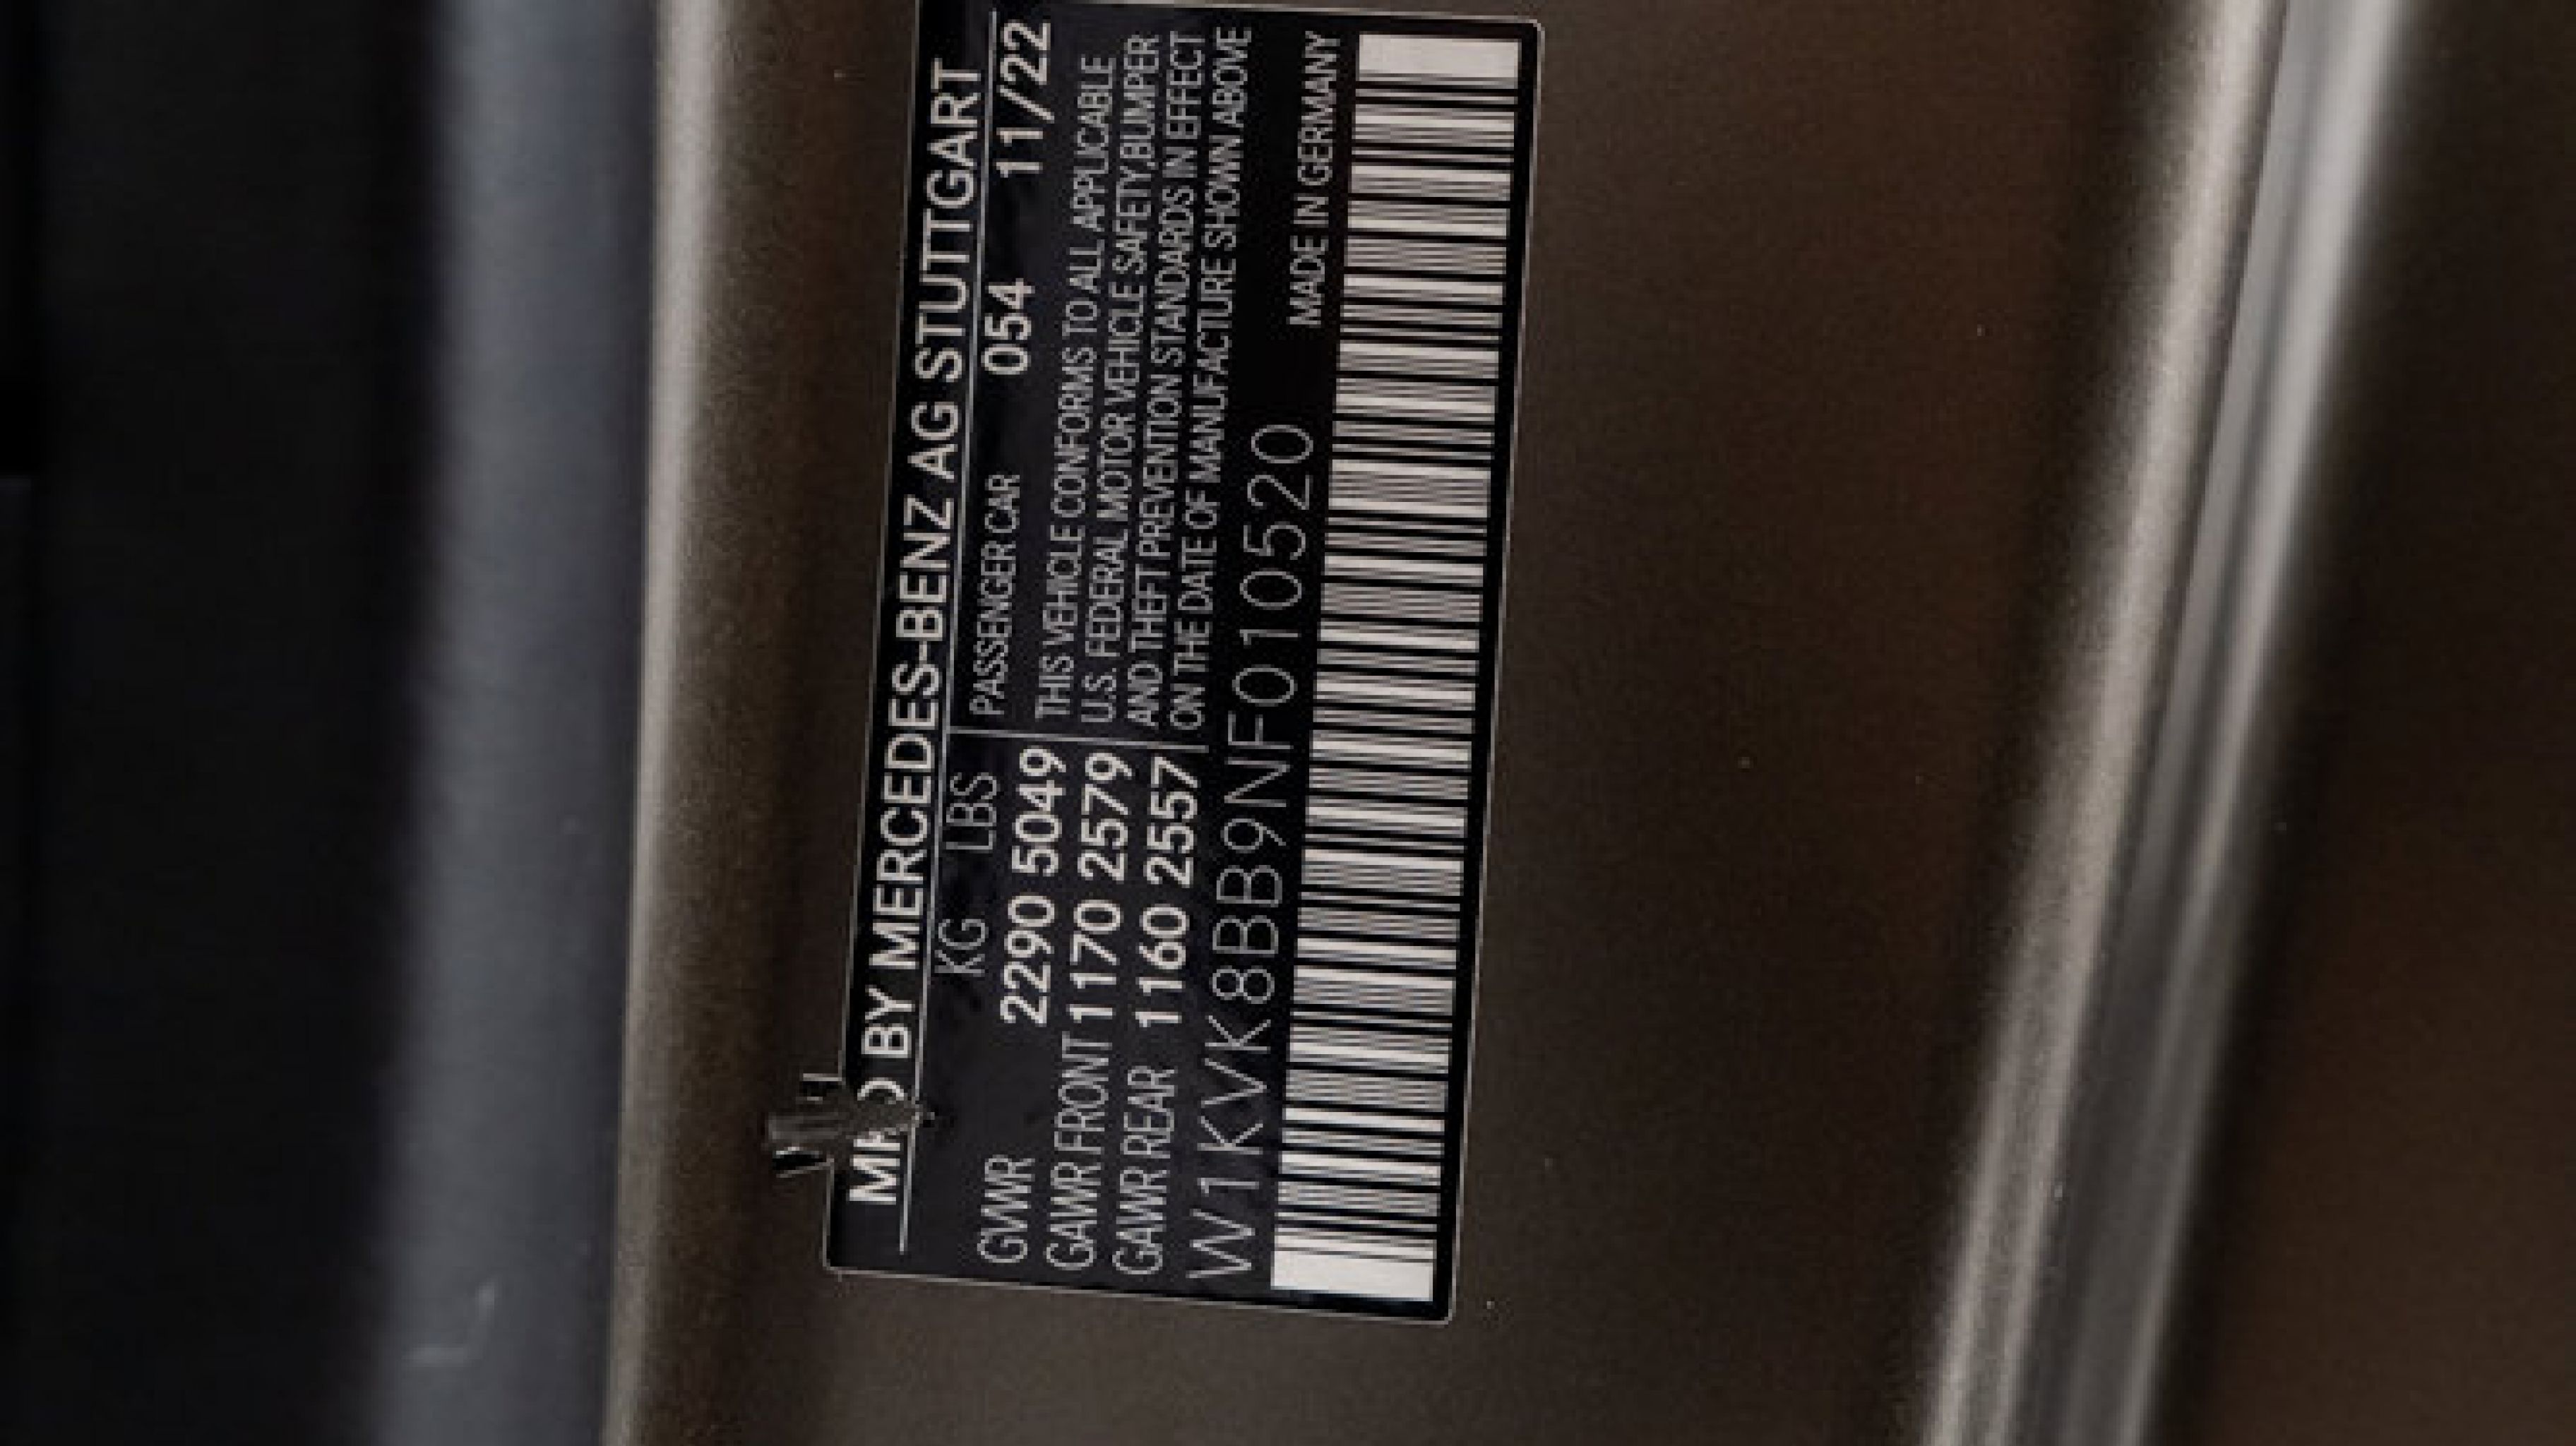 BY MERCEDES-BENZ AG STUTTGART
KG LBS
GVWR 2290 5049
GAWR FRONT 1170 2579
GAWR REAR 1160 2557
PASSENGER CAR 054 11/22
THIS VEHICLE CONFORMS TO ALL APPLICABLE
U.S. FEDERAL MOTOR VEHICLE SAFETY,BUMPER
AND THEFT PREVENTION STANDARDS IN EFFECT
ON THE DATE OF MANUFACTURE SHOWN ABOVE
W1KVK8BB9NF010520
MADE IN GERMANY